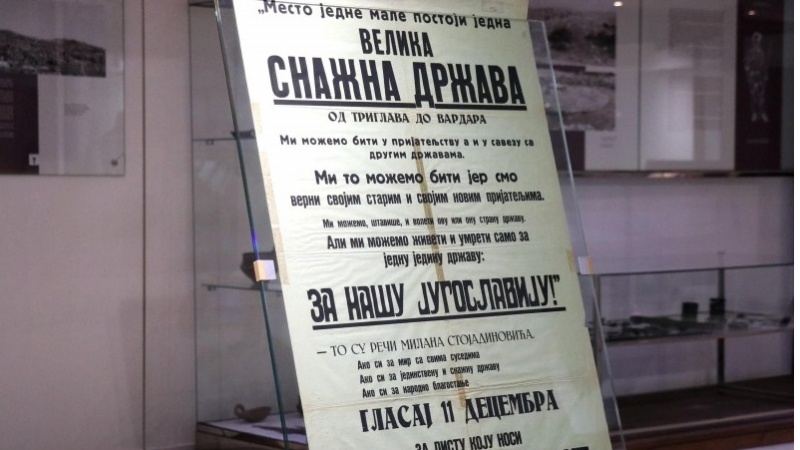 „Место једне мале постоји једна
ВЕЛИКА
СНАЖНА ДРЖАВА
ОД ТРИГЛАВА ДО ВАРДАРА
Ми можемо бити у пријатељству а и у савезу са
другим државама.
Ми то можемо бити јер смо
верни својим старим и својим новим пријатељима.
Ми можемо, штавише, и волети ову или ону страну државу.
Али ми можемо живети и умрети само за
једну једину државу:
ЗА НАШУ ЈУГОСЛАВИЈУ!”
— ТО СУ РЕЧИ МИЛАНА СТОЈАДИНОВИЋА.
Ако си за мир са свима суседима
Ако си за јединствену и снажну државу
Ако си за народно благостање
ГЛАСАЈ 11 ДЕЦЕМБРА
ЗА ЛИСТУ КОЈУ НОСИ